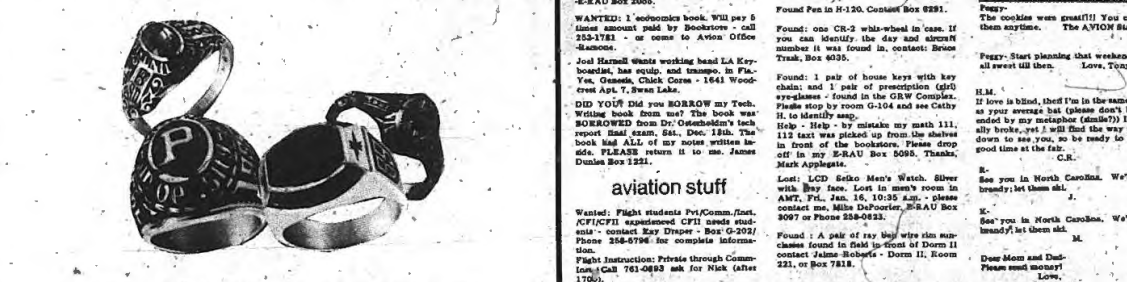 P
-E-RAU Box 2055.
WANTED: 1 economics book. Will pay 5
times amount paid by Bookstore - call
253-1781 - or come to Avion Office
-Ramone.
Joel Harnell wants working band LA Key-
boardist, has equip. and transpo. in Fla.-
Yes, Genesis, Chick Corea - 1641 Wood-
crest Apt. 7, Swan Lake.
DID YOU? Did you BORROW my Tech.
Writing book from me? The book was
BORROWED from Dr. Osterheldm's tech
report final exam, Sat., Dec. 13th. The
book had ALL of my notes written in-
side. PLEASE return it to me. James
Dunlea Box 1221.
aviation stuff
Wanted: Flight students Pvt/Comm./Inst.
/CFI/CFII experienced CFII needs stud-
ents - contact Ray Draper - Box G-202/
Phone 258-6796 for complete informa-
tion.
Flight Instruction: Private through Comm-
Inst. Call 761-0893 ask for Nick (after
1700).
Found Pen in H-120. Contact Box 6291.
Found: one CR-2 whiz-wheel in case. If
you can identify the day and aircraft
number it was found in, contact: Bruce
Trask, Box 4035.
Found: 1 pair of house keys with key
chain; and 1 pair of prescription (girl)
eye-glasses - found in the GRW Complex.
Please stop by room G-104 and see Cathy
H. to identify asap.
Help - Help - by mistake my math 111,
112 text was picked up from the shelves
in front of the bookstore. Please drop
off in my E-RAU Box 5095. Thanks,
Mark Applegate.
Lost: LCD Seiko Men's Watch. Silver
with face. Lost in men's room in
AMT, Fri., Jan. 16, 10:35 a.m. - please
contact me, Mike DePoorter, E-RAU Box
3097 or Phone 258-0823.
Found : A pair of ray ban wire rim sun-
classes found in field in front of Dorm II
contact Jaime Roberts - Dorm II, Room
221, or Box 7818.
Peggy-
The cookies were great!!! You c
them anytime. The AVION Sta
Peggy- Start planning that weeken
all sweet till then. Love, Tony
H.M.
If love is blind, then I'm in the same
as your average bat (please don't
ended by my metaphor (simile?)) I
ally broke, yet I will find the way
down to see you, so be ready to
good time at the fair.
C.R.
R-
See you in North Carolina. We'
brandy; let them ski.
J.
K-
See you in North Carolina. We'
brandy, let them ski.
M.
Dear Mom and Dad-
Please send money!
Love,